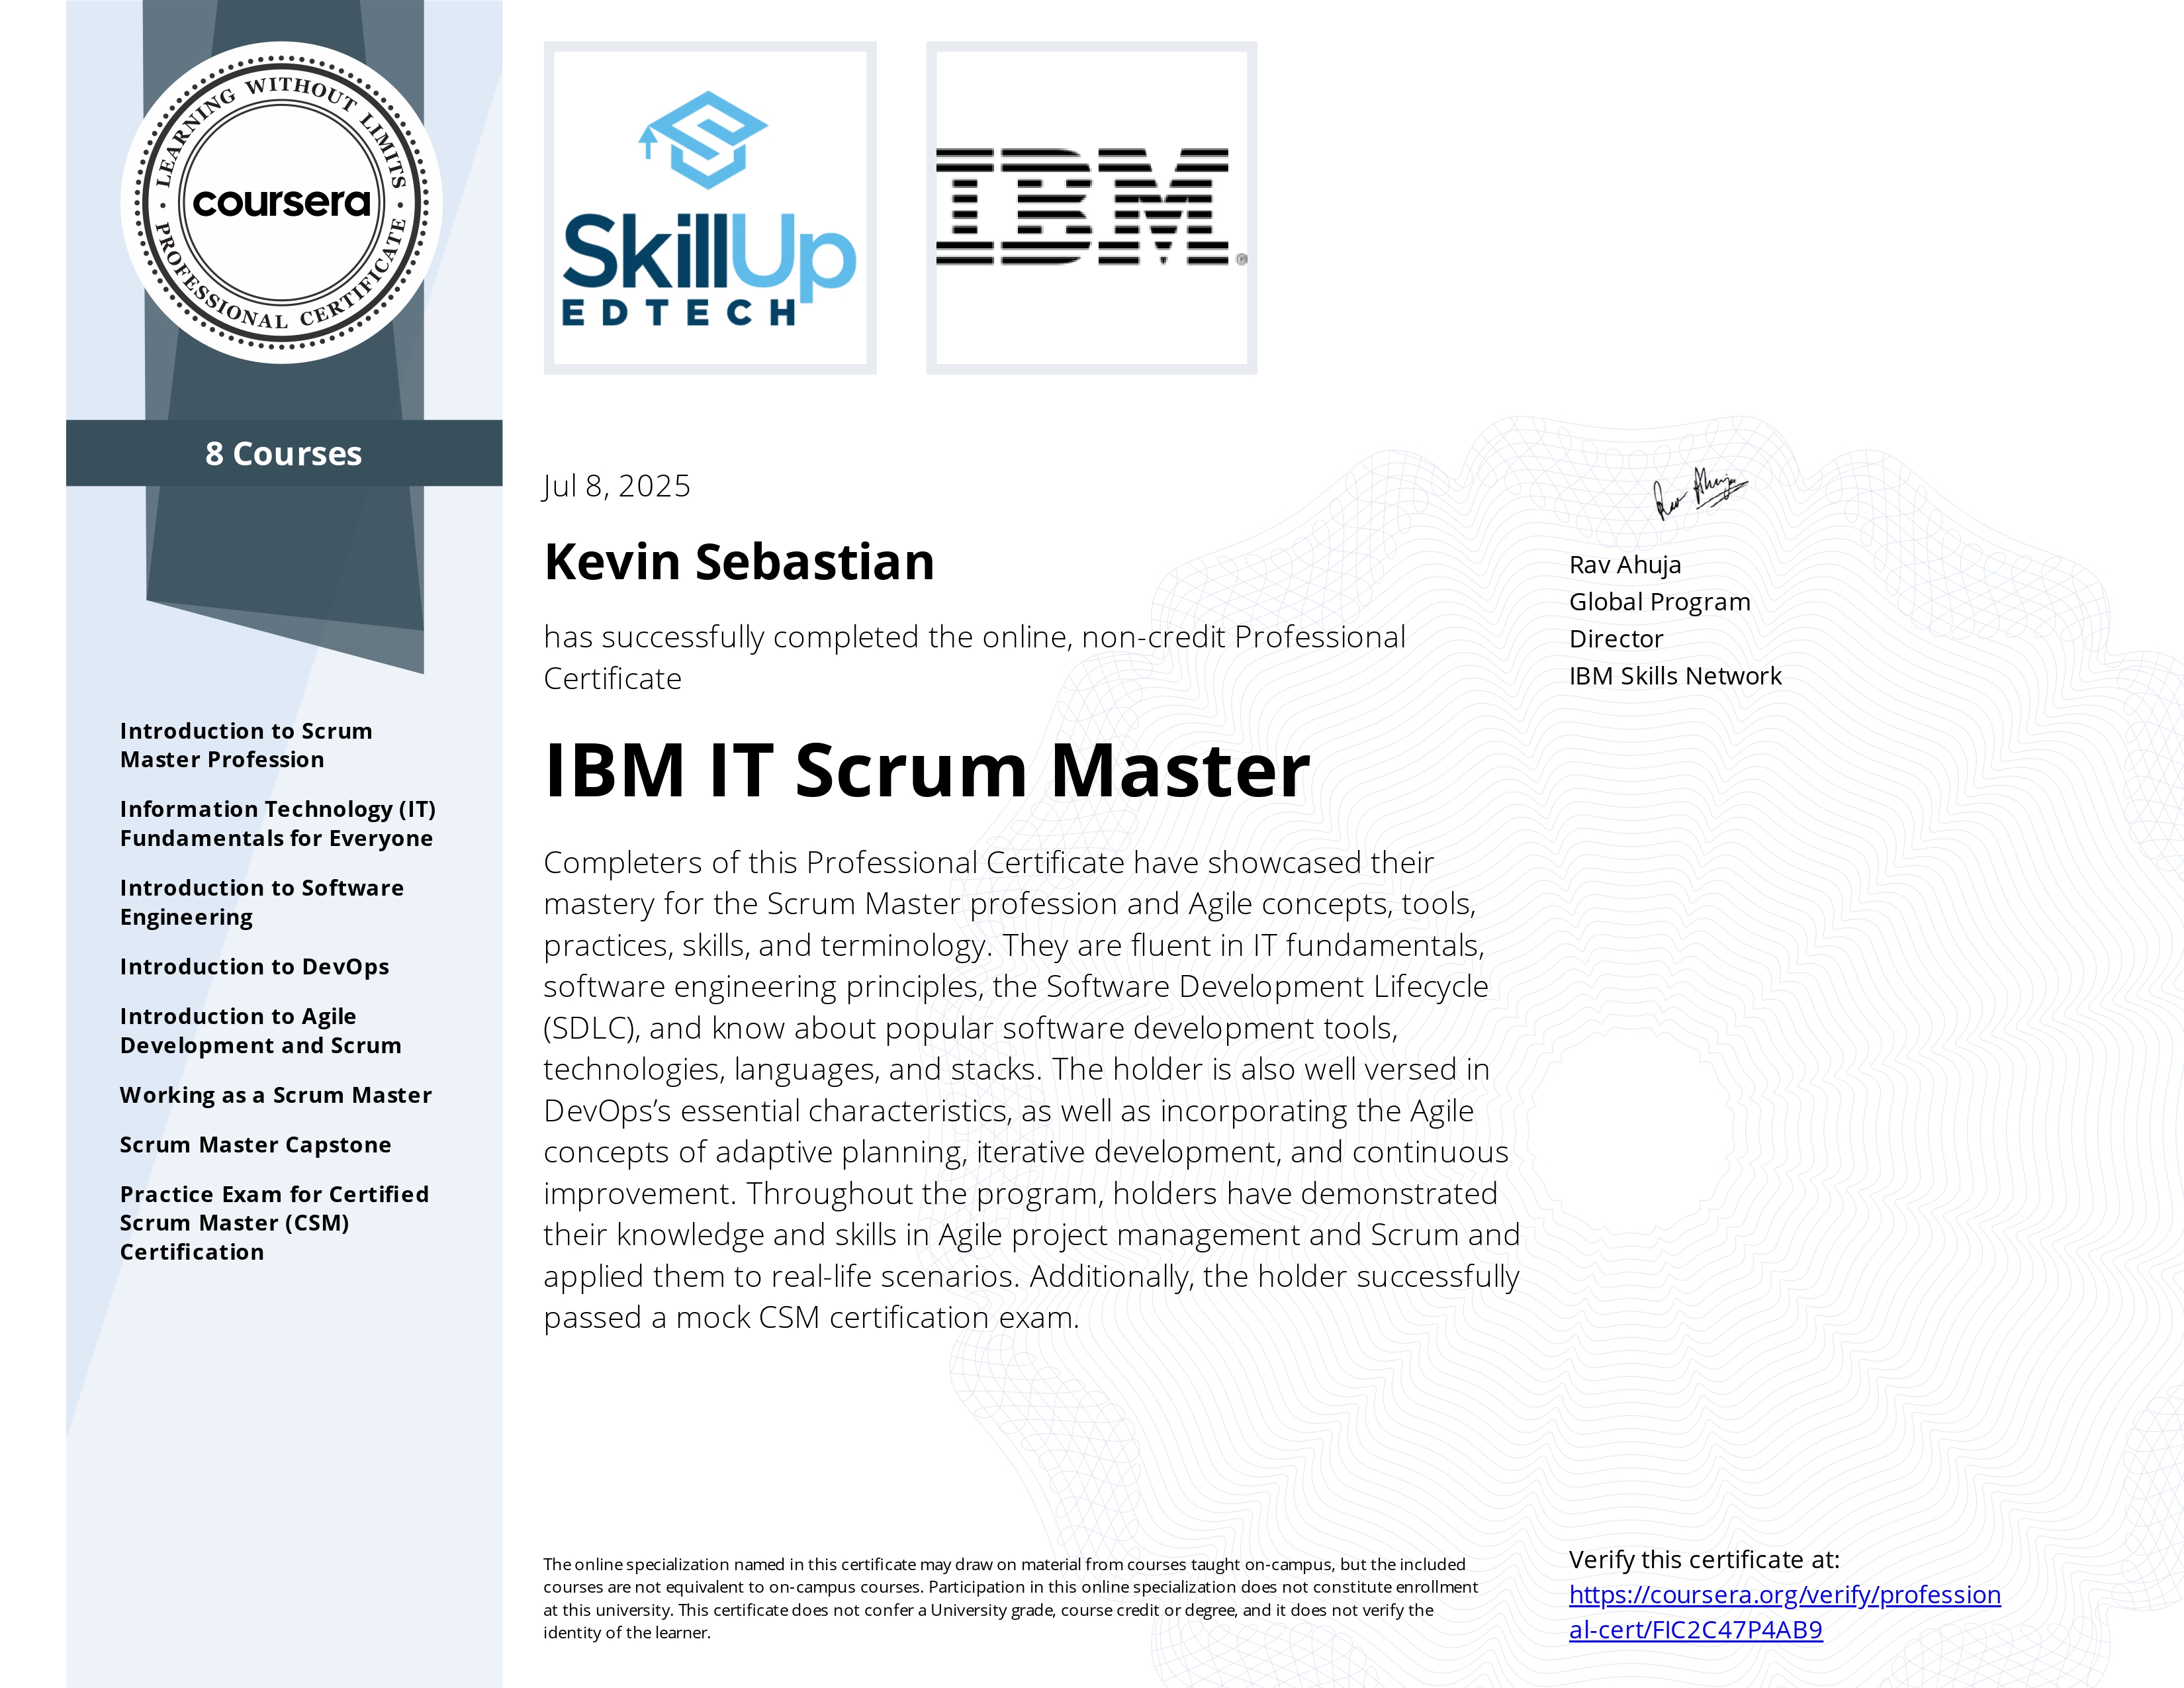 LEARNING WITHOUT LIMITS
coursera
PROFESSIONAL CERTIFICATE
8 Courses
Introduction to Scrum
Master Profession
Information Technology (IT)
Fundamentals for Everyone
Introduction to Software
Engineering
Introduction to DevOps
Introduction to Agile
Development and Scrum
Working as a Scrum Master
Scrum Master Capstone
Practice Exam for Certified
Scrum Master (CSM)
Certification
SkillUp
EDTECH
IBM®
Jul 8, 2025
Kevin Sebastian
has successfully completed the online, non-credit Professional
Certificate
IBM IT Scrum Master
Completers of this Professional Certificate have showcased their
mastery for the Scrum Master profession and Agile concepts, tools,
practices, skills, and terminology. They are fluent in IT fundamentals,
software engineering principles, the Software Development Lifecycle
(SDLC), and know about popular software development tools,
technologies, languages, and stacks. The holder is also well versed in
DevOps’s essential characteristics, as well as incorporating the Agile
concepts of adaptive planning, iterative development, and continuous
improvement. Throughout the program, holders have demonstrated
their knowledge and skills in Agile project management and Scrum and
applied them to real-life scenarios. Additionally, the holder successfully
passed a mock CSM certification exam.
Rav Ahuja
Rav Ahuja
Global Program
Director
IBM Skills Network
The online specialization named in this certificate may draw on material from courses taught on-campus, but the included
courses are not equivalent to on-campus courses. Participation in this online specialization does not constitute enrollment
at this university. This certificate does not confer a University grade, course credit or degree, and it does not verify the
identity of the learner.
Verify this certificate at:
https://coursera.org/verify/profession
al-cert/FIC2C47P4AB9